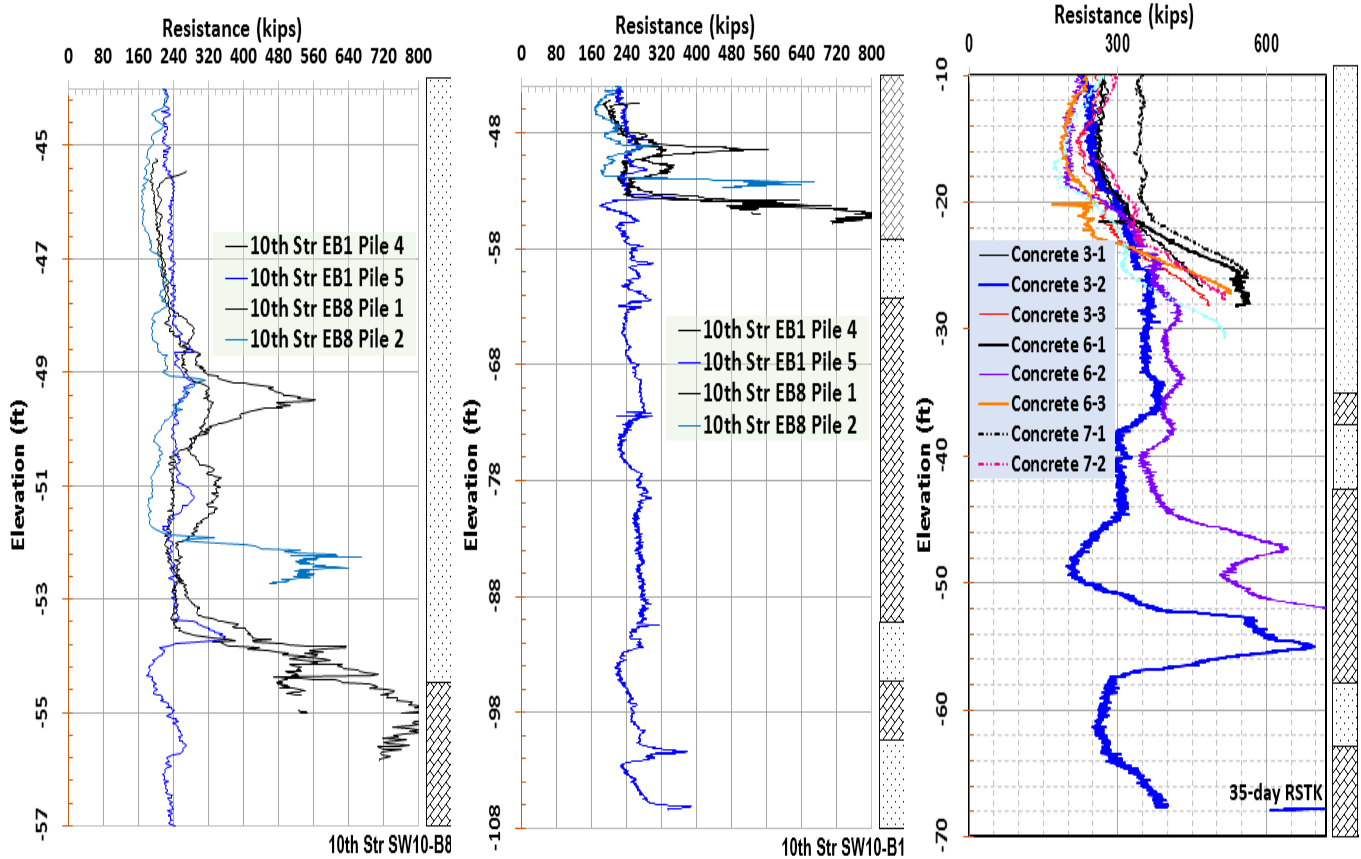 Resistance (kips)
0 80 160 240 320 400 480 560 640 720 800
Elevation (ft)
-45
-47
-49
-51
-53
-55
-57
10th Str EB1 Pile 4
10th Str EB1 Pile 5
10th Str EB8 Pile 1
10th Str EB8 Pile 2
10th Str SW10-B8
Resistance (kips)
0 80 160 240 320 400 480 560 640 720 800
Elevation (ft)
-48
-58
-68
-78
-88
-98
-108
10th Str EB1 Pile 4
10th Str EB1 Pile 5
10th Str EB8 Pile 1
10th Str EB8 Pile 2
10th Str SW10-B1
Resistance (kips)
0 300 600
Elevation (ft)
-10
-20
-30
-40
-50
-60
-70
Concrete 3-1
Concrete 3-2
Concrete 3-3
Concrete 6-1
Concrete 6-2
Concrete 6-3
Concrete 7-1
Concrete 7-2
35-day RSTK